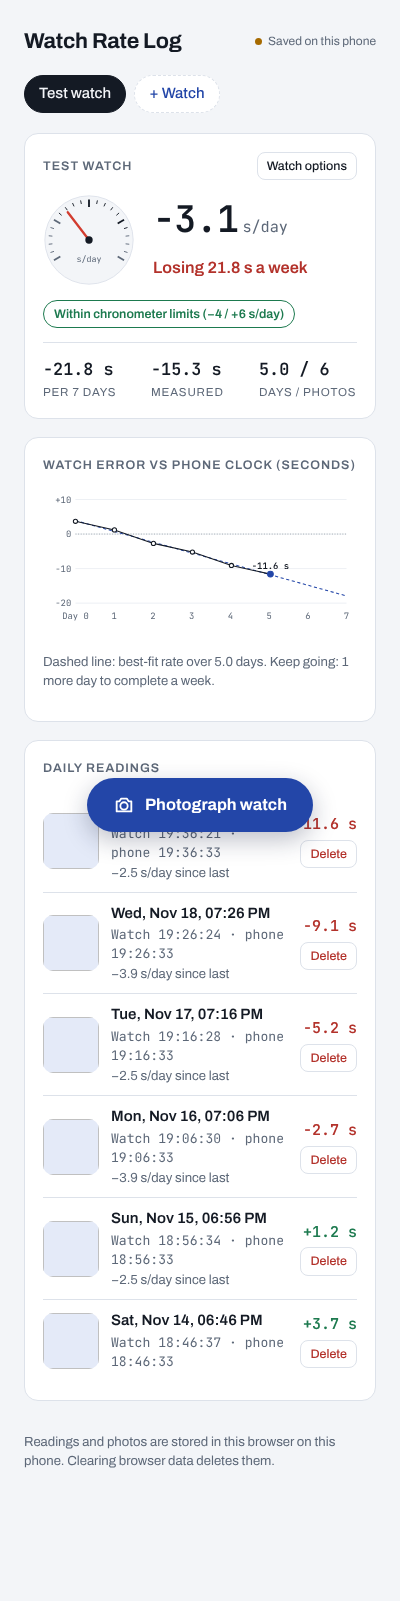 Watch Rate Log
Saved on this phone
Test watch
+ Watch
TEST WATCH
Watch options
s/day
-3.1 s/day
Losing 21.8 s a week
Within chronometer limits (−4 / +6 s/day)
-21.8 s
-15.3 s
5.0 / 6
PER 7 DAYS
MEASURED
DAYS / PHOTOS
WATCH ERROR VS PHONE CLOCK (SECONDS)
+10
0
-10
-20
-11.6 s
Day 0 1 2 3 4 5 6 7
Dashed line: best-fit rate over 5.0 days. Keep going: 1
more day to complete a week.
DAILY READINGS
Photograph watch
11.6 s
Watch 19:36:21 ·
phone 19:36:33
−2.5 s/day since last
Delete
Wed, Nov 18, 07:26 PM
Watch 19:26:24 · phone
19:26:33
−3.9 s/day since last
-9.1 s
Delete
Tue, Nov 17, 07:16 PM
Watch 19:16:28 · phone
19:16:33
−2.5 s/day since last
-5.2 s
Delete
Mon, Nov 16, 07:06 PM
Watch 19:06:30 · phone
19:06:33
−3.9 s/day since last
-2.7 s
Delete
Sun, Nov 15, 06:56 PM
Watch 18:56:34 · phone
18:56:33
−2.5 s/day since last
+1.2 s
Delete
Sat, Nov 14, 06:46 PM
Watch 18:46:37 · phone
18:46:33
+3.7 s
Delete
Readings and photos are stored in this browser on this
phone. Clearing browser data deletes them.